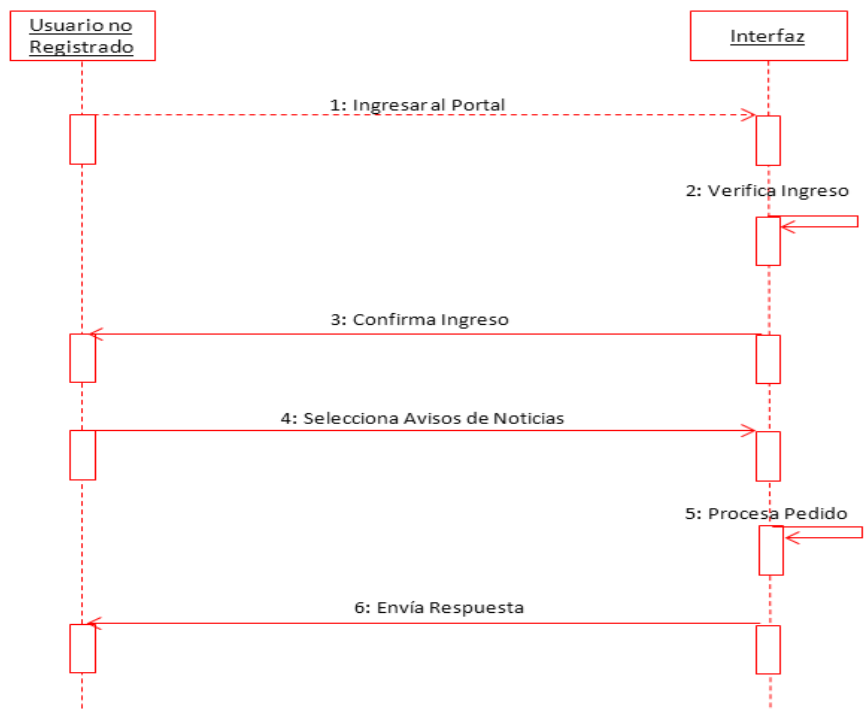 Usuario no
Registrado
Interfaz
1: Ingresar al Portal
2: Verifica Ingreso
3: Confirma Ingreso
4: Selecciona Avisos de Noticias
5: Procesa Pedido
6: Envía Respuesta